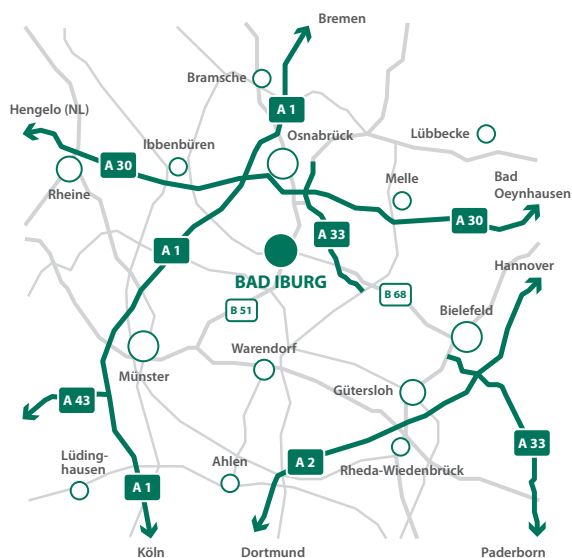 Bremen
Bramsche
A 1
Hengelo (NL)
Osnabrück
Lübbecke
Ibbenbüren
A 30
Rheine
Melle
Bad
Oeynhausen
A 30
A 33
A 1
Hannover
BAD IBURG
B 68
B 51
Bielefeld
Warendorf
Münster
Gütersloh
A 43
A 33
Lüding-
hausen
Ahlen
A 2
Rheda-Wiedenbrück
A 1
Köln
Dortmund
Paderborn